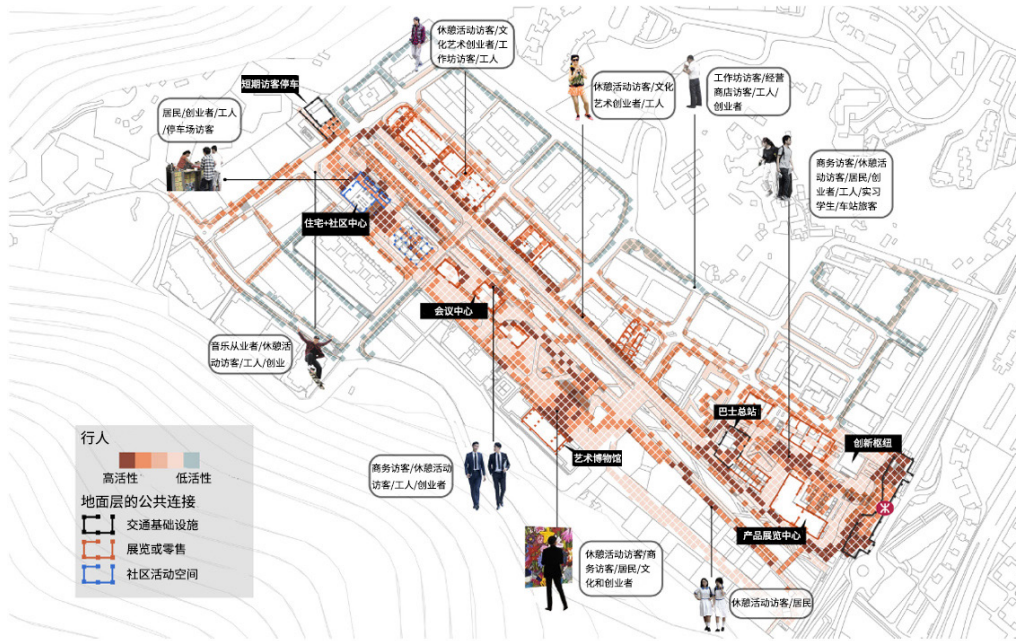 休憩活动访客/文
化艺术创业者/工
作坊访客/工人
短期访客停车
居民/创业者/工人
/停车场访客
休憩活动访客/文化
艺术创业者/工人
工作坊访客/经营
商店访客/工人/
创业者
商务访客/休憩活
动访客/居民/创
业者/工人/实习
学生/车站旅客
住宅+社区中心
会议中心
音乐从业者/休憩活
动访客/工人/创业
巴士总站
创新枢纽
艺术博物馆
产品展览中心
商务访客/休憩活动
访客/工人/创业者
休憩活动访客/商
务访客/居民/文
化和创业者
休憩活动访客/居民
行人
高活性
低活性
地面层的公共连接
交通基础设施
展览或零售
社区活动空间